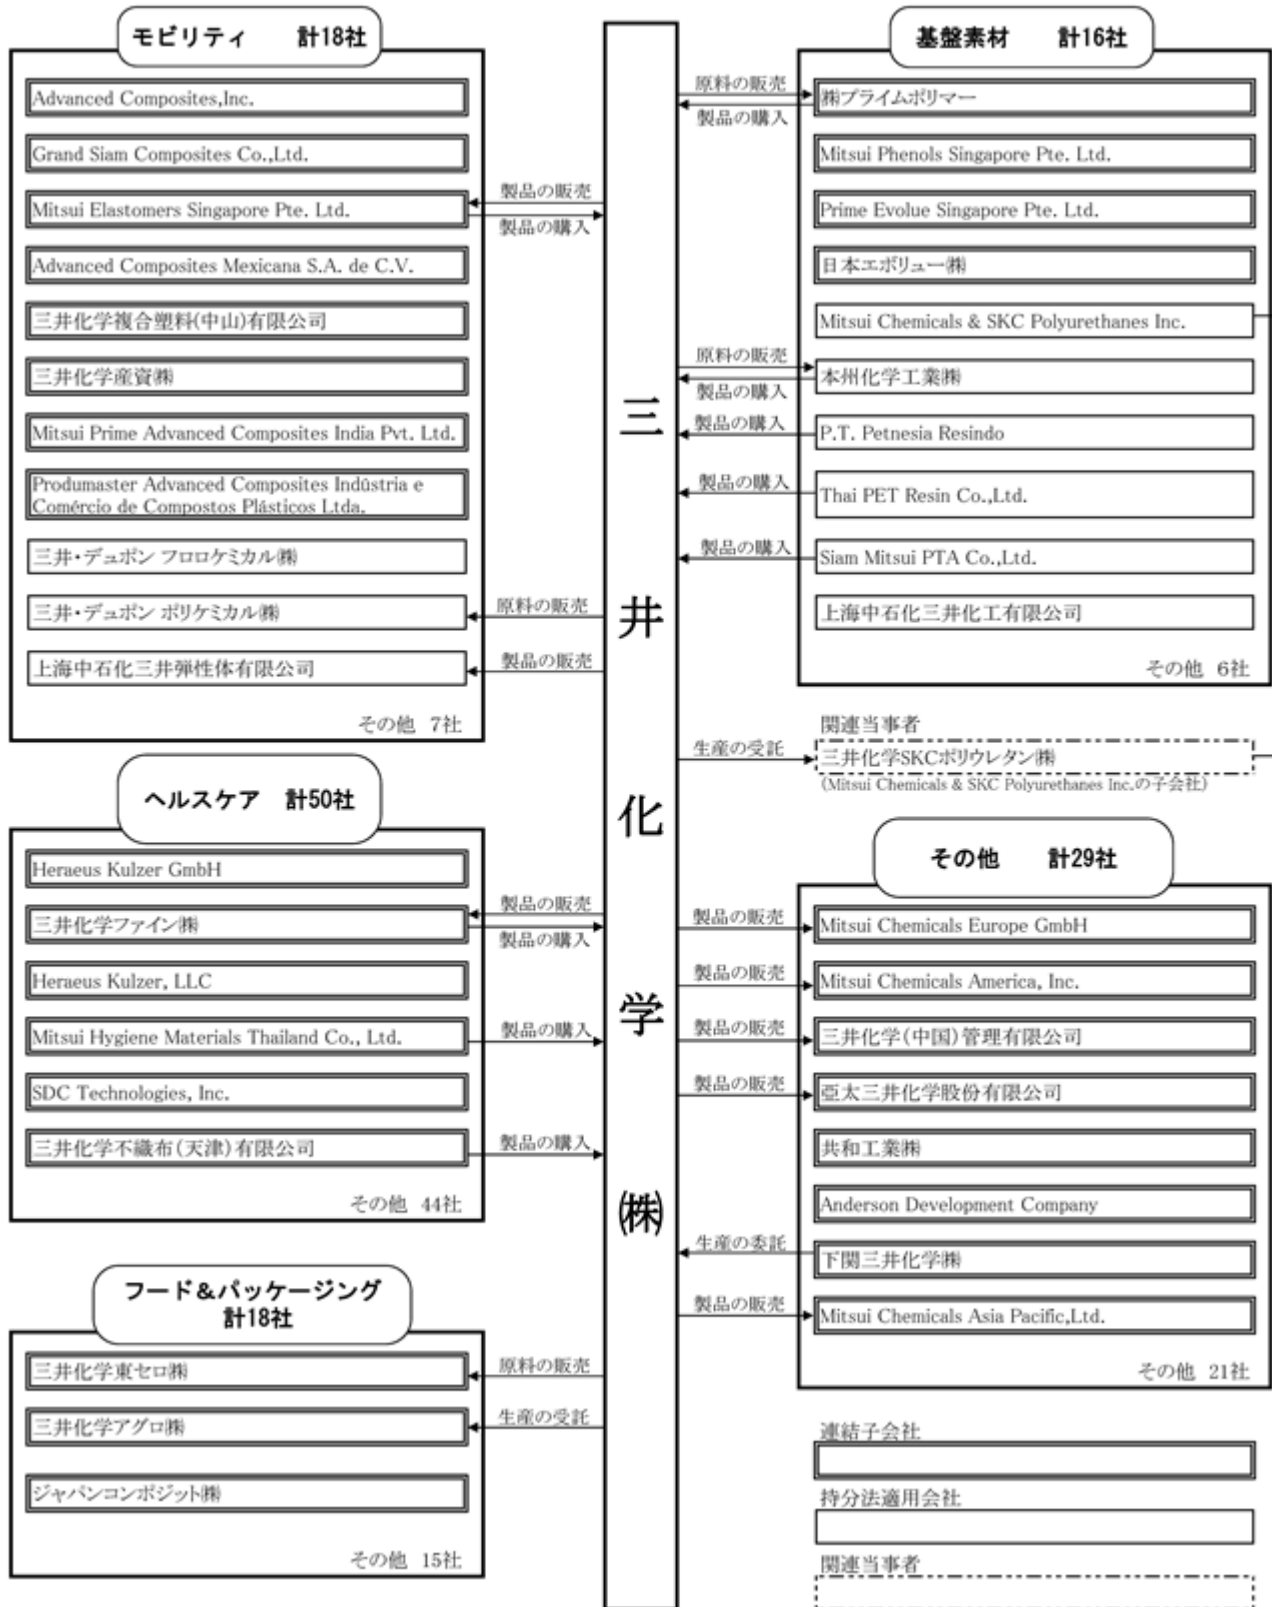 モビリティ　計18社
Advanced Composites,Inc.
Grand Siam Composites Co.,Ltd.
Mitsui Elastomers Singapore Pte. Ltd.
製品の販売
製品の購入
Advanced Composites Mexicana S.A. de C.V.
三井化学複合塑料(中山)有限公司
三井化学産資㈱
Mitsui Prime Advanced Composites India Pvt. Ltd.
Produmaster Advanced Composites Indústria e
Comércio de Compostos Plásticos Ltda.
三井・デュポン フロロケミカル㈱
三井・デュポン ポリケミカル㈱
原料の販売
上海中石化三井弾性体有限公司
製品の販売
その他 7社
ヘルスケア　計50社
Heraeus Kulzer GmbH
三井化学ファイン㈱
製品の販売
製品の購入
Heraeus Kulzer, LLC
Mitsui Hygiene Materials Thailand Co., Ltd.
製品の購入
SDC Technologies, Inc.
三井化学不織布(天津)有限公司
製品の購入
その他 44社
フード＆パッケージング
計18社
三井化学東セロ㈱
原料の販売
三井化学アグロ㈱
生産の受託
ジャパンコンポジット㈱
その他 15社
三井化学㈱
基盤素材　計16社
原料の販売
製品の購入
㈱プライムポリマー
Mitsui Phenols Singapore Pte. Ltd.
Prime Evolue Singapore Pte. Ltd.
日本エボリュー㈱
Mitsui Chemicals & SKC Polyurethanes Inc.
原料の販売
製品の購入
本州化学工業㈱
製品の購入
P.T. Petnesia Resindo
製品の購入
Thai PET Resin Co.,Ltd.
製品の購入
Siam Mitsui PTA Co.,Ltd.
上海中石化三井化工有限公司
その他 6社
関連当事者
生産の受託
三井化学SKCポリウレタン㈱
(Mitsui Chemicals & SKC Polyurethanes Inc.の子会社)
その他　計29社
製品の販売
Mitsui Chemicals Europe GmbH
製品の販売
Mitsui Chemicals America, Inc.
製品の販売
三井化学(中国)管理有限公司
製品の販売
亞太三井化学股份有限公司
共和工業㈱
Anderson Development Company
生産の委託
下関三井化学㈱
製品の販売
Mitsui Chemicals Asia Pacific,Ltd.
その他 21社
連結子会社
持分法適用会社
関連当事者